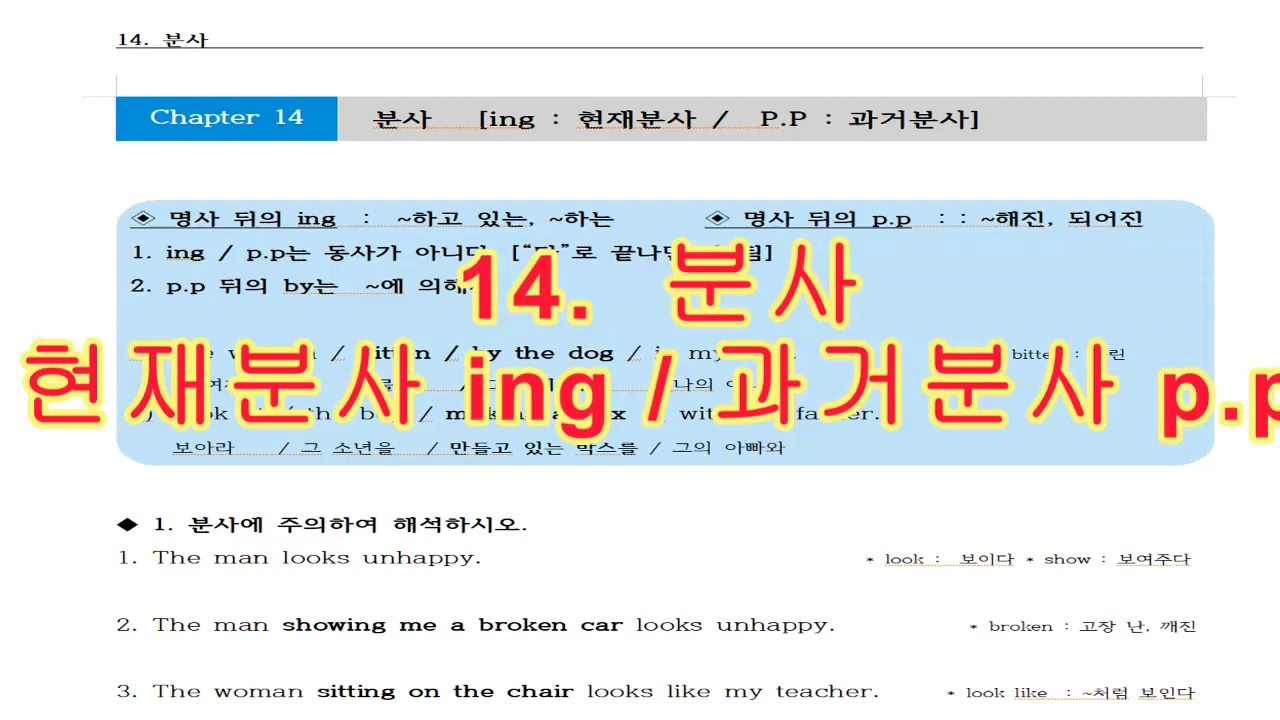 14. 분사
Chapter 14 분사 [ing : 현재분사 / P.P : 과거분사]
◈ 명사 뒤의 ing : ~하고 있는, ~하는 ◈ 명사 뒤의 p.p : : ~해진, 되어진
1. ing / p.p는 동사가 아니다. 로 끝나면
2. p.p 뒤의 by는 ~에 의해
14. 분사
현재분사 ing / 과거분사 p.p
/ bitten / by the dog / my
/ the / making a box with father.
보아라 / 그 소년을 / 만들고 있는 박스를 / 그의 아빠와
◆ 1. 분사에 주의하여 해석하시오.
1. The man looks unhappy. * look : 보이다 * show : 보여주다
2. The man showing me a broken car looks unhappy. * broken : 고장 난, 깨진
3. The woman sitting on the chair looks like my teacher. * look like : ~처럼 보인다